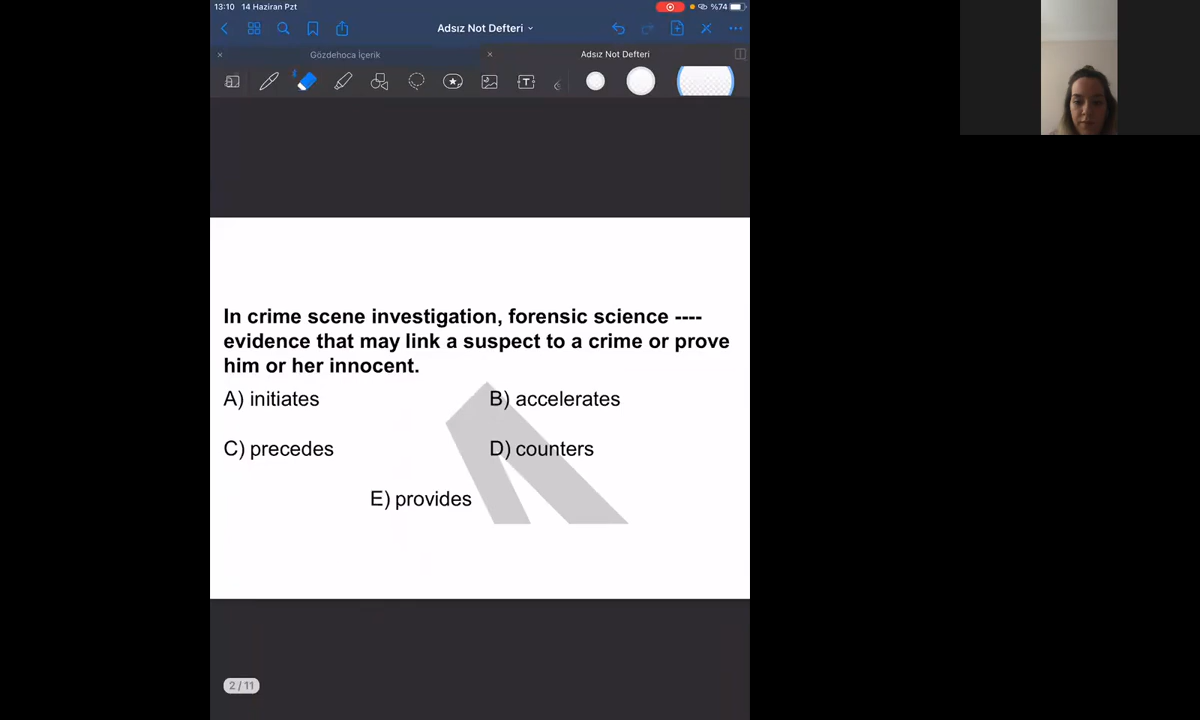 13:10 14 Haziran Pzt
%74
Adsız Not Defteri
Gözdehoca İçerik
Adsız Not Defteri
In crime scene investigation, forensic science ----
evidence that may link a suspect to a crime or prove
him or her innocent.
A) initiates
B) accelerates
C) precedes
D) counters
E) provides
2 / 11